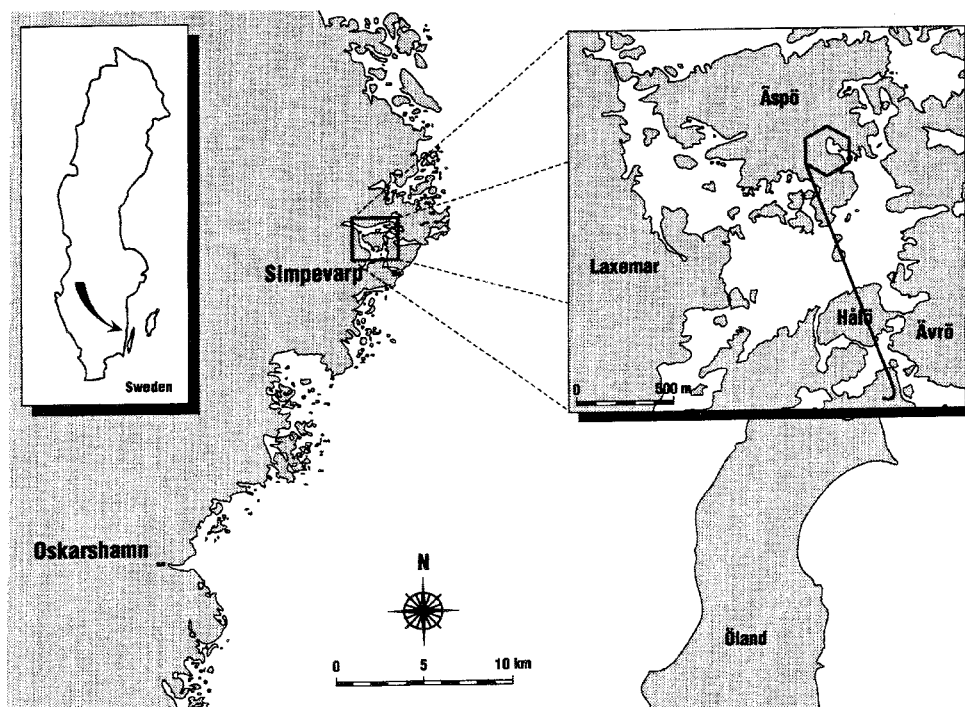 Sweden
Äspö
Laxemar
Hålö
Ävrö
0
500 m
Simpevarp
Oskarshamn
N
0
5
10 km
Öland